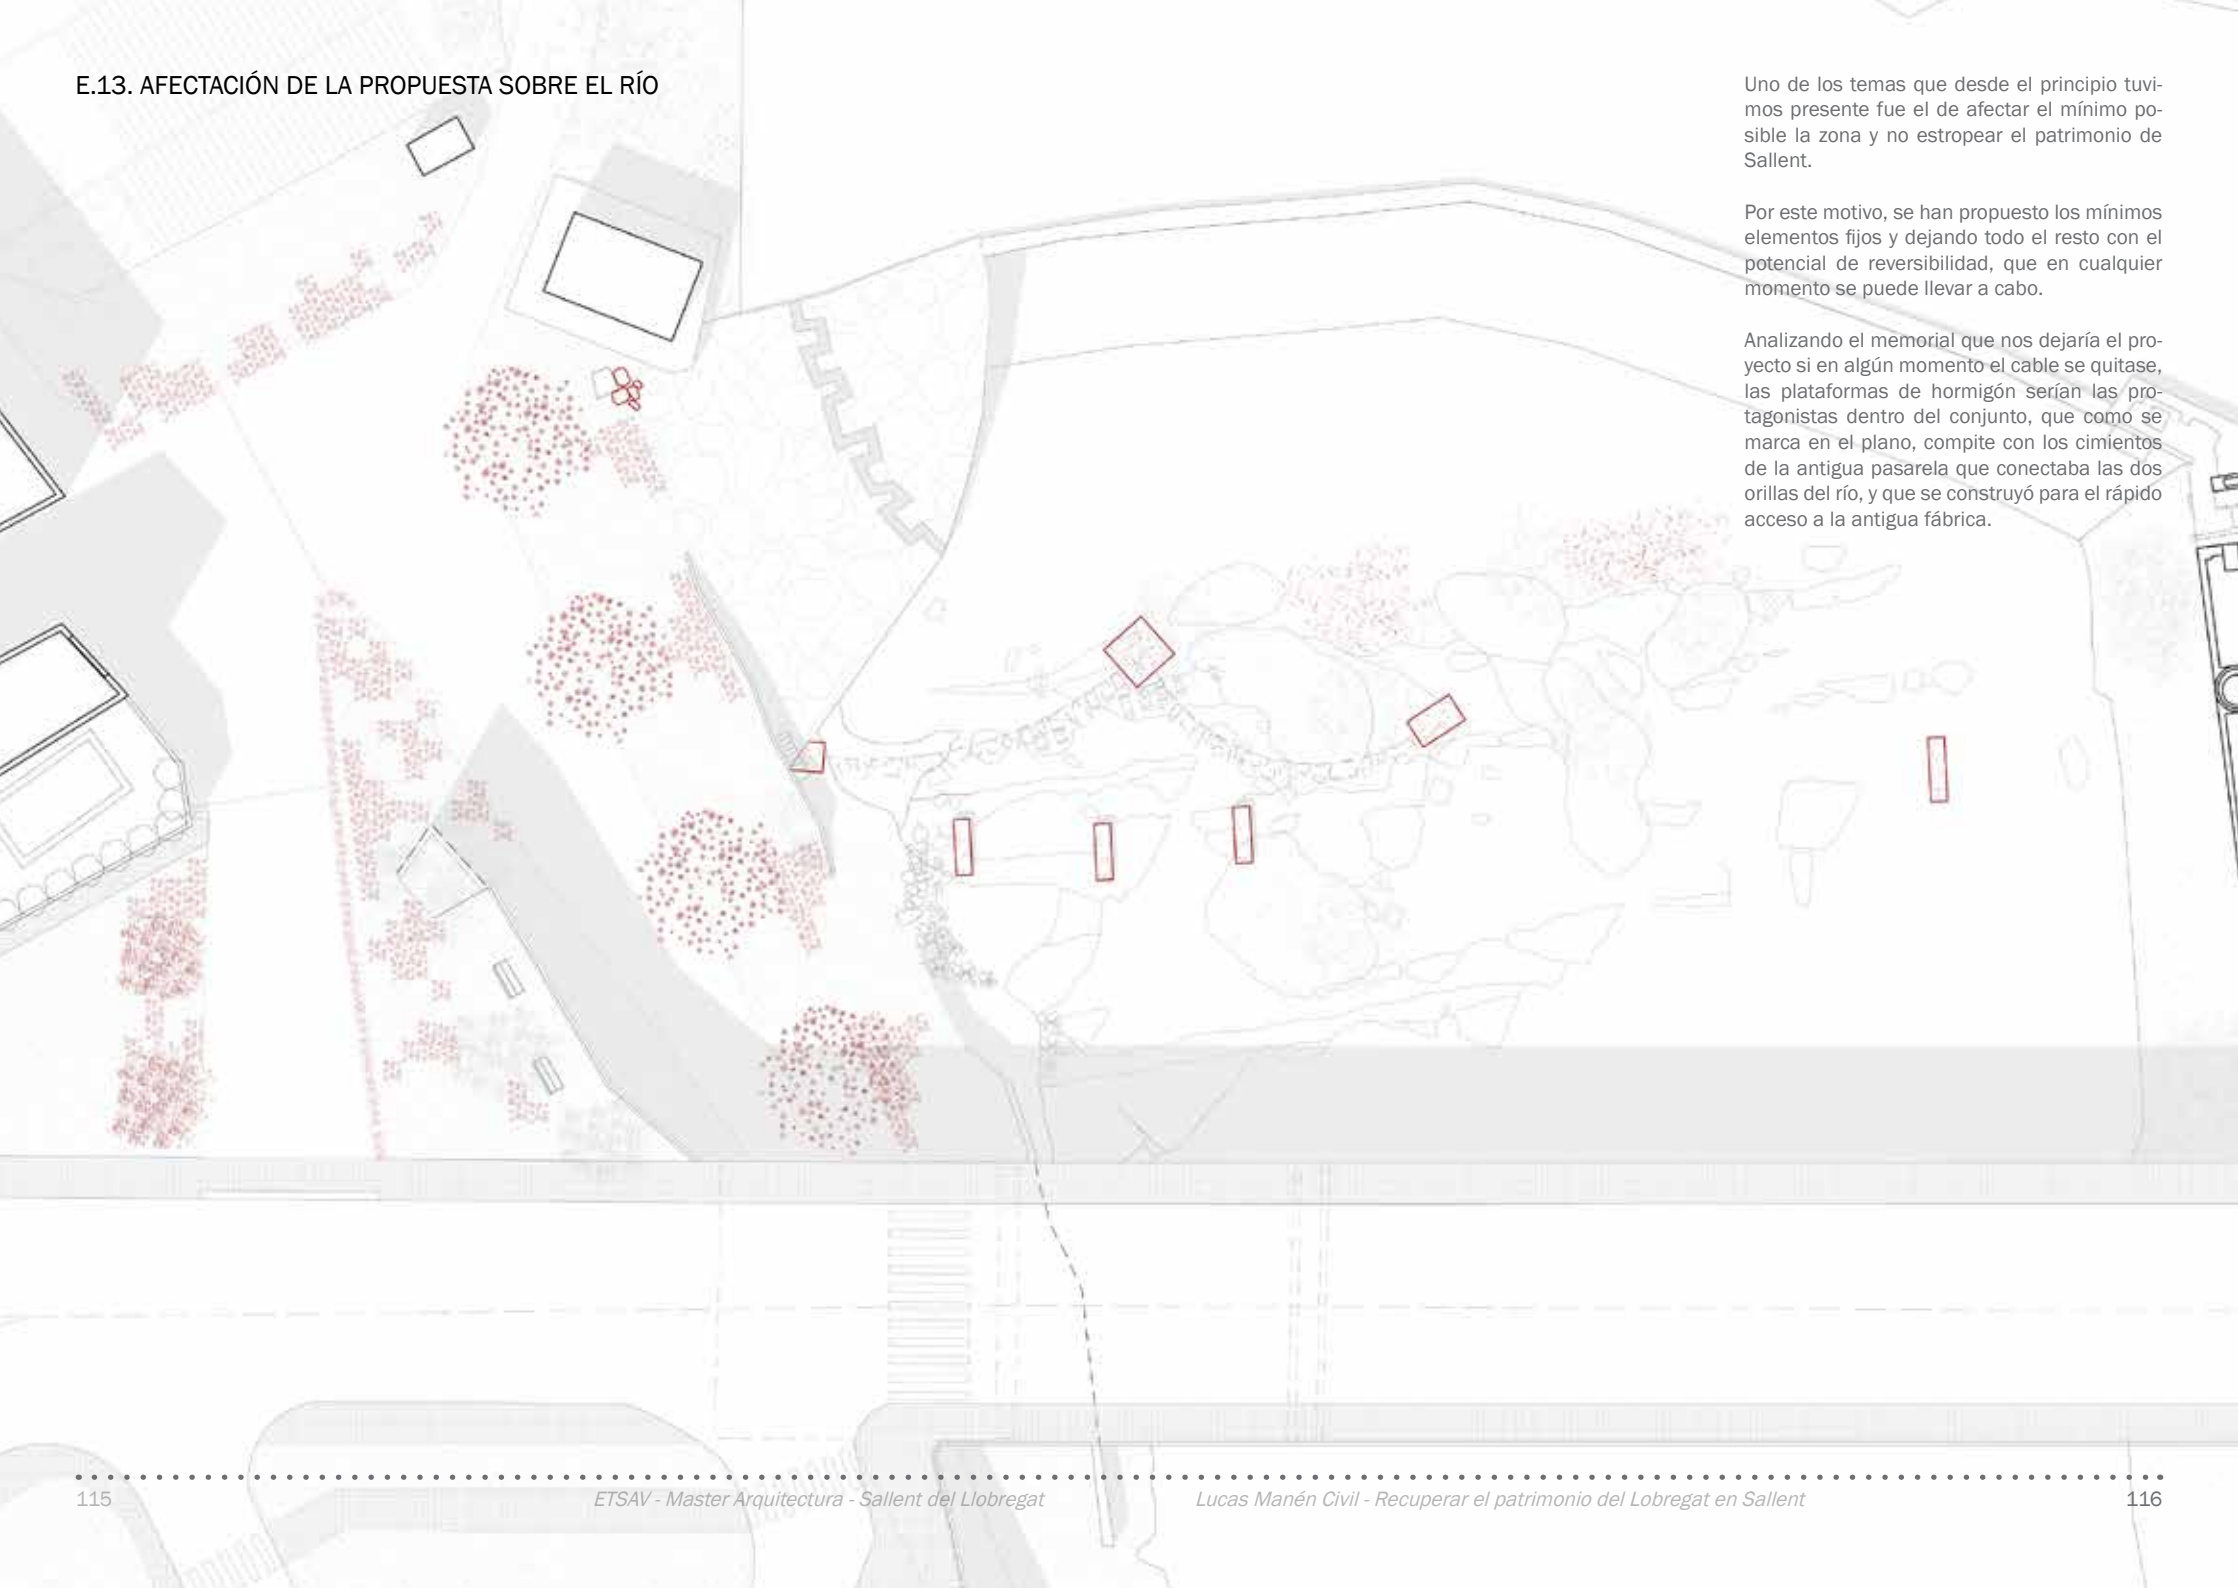 E.13. AFECTACIÓN DE LA PROPUESTA SOBRE EL RÍO
Uno de los temas que desde el principio tuvi-
mos presente fue el de afectar el mínimo po-
sible la zona y no estropear el patrimonio de
Sallent.
Por este motivo, se han propuesto los mínimos
elementos fijos y dejando todo el resto con el
potencial de reversibilidad, que en cualquier
momento se puede llevar a cabo.
Analizando el memorial que nos dejaría el pro-
yecto si en algún momento el cable se quitase,
las plataformas de hormigón serían las pro-
tagonistas dentro del conjunto, que como se
marca en el plano, compite con los cimientos
de la antigua pasarela que conectaba las dos
orillas del río, y que se construyó para el rápido
acceso a la antigua fábrica.
115
ETSAV - Master Arquitectura - Sallent del Llobregat
Lucas Manén Civil - Recuperar el patrimonio del Lobregat en Sallent
116